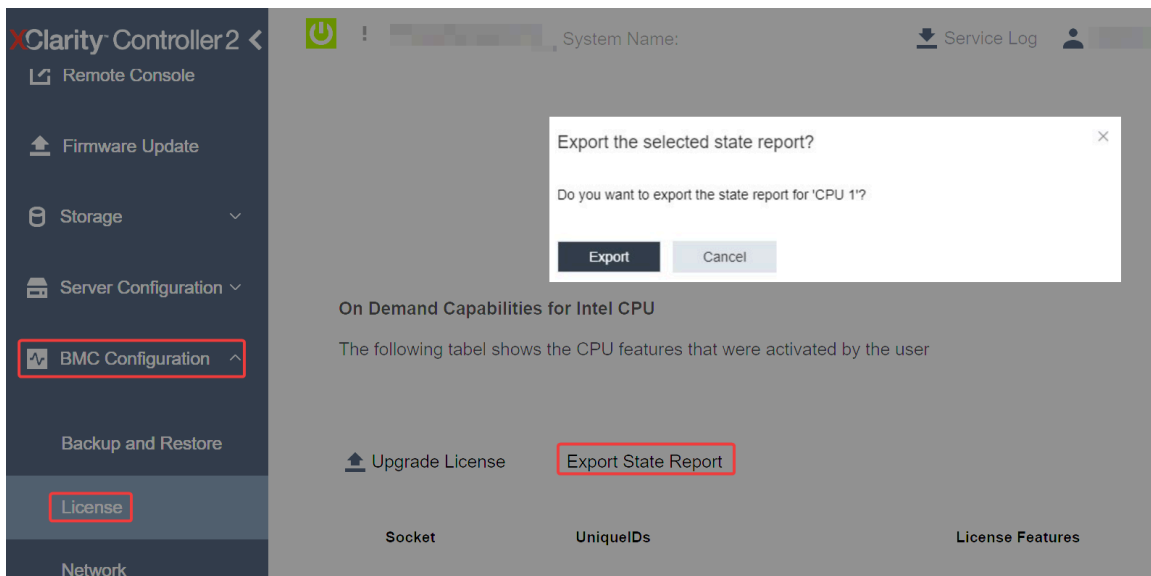 XClarity™ Controller 2
System Name:
Service Log
Remote Console
Firmware Update
Export the selected state report?
Do you want to export the state report for 'CPU 1'?
Storage
Export
Cancel
Server Configuration
On Demand Capabilities for Intel CPU
The following tabel shows the CPU features that were activated by the user
BMC Configuration
Backup and Restore
Upgrade License
Export State Report
License
Socket
UniqueIDs
License Features
Network